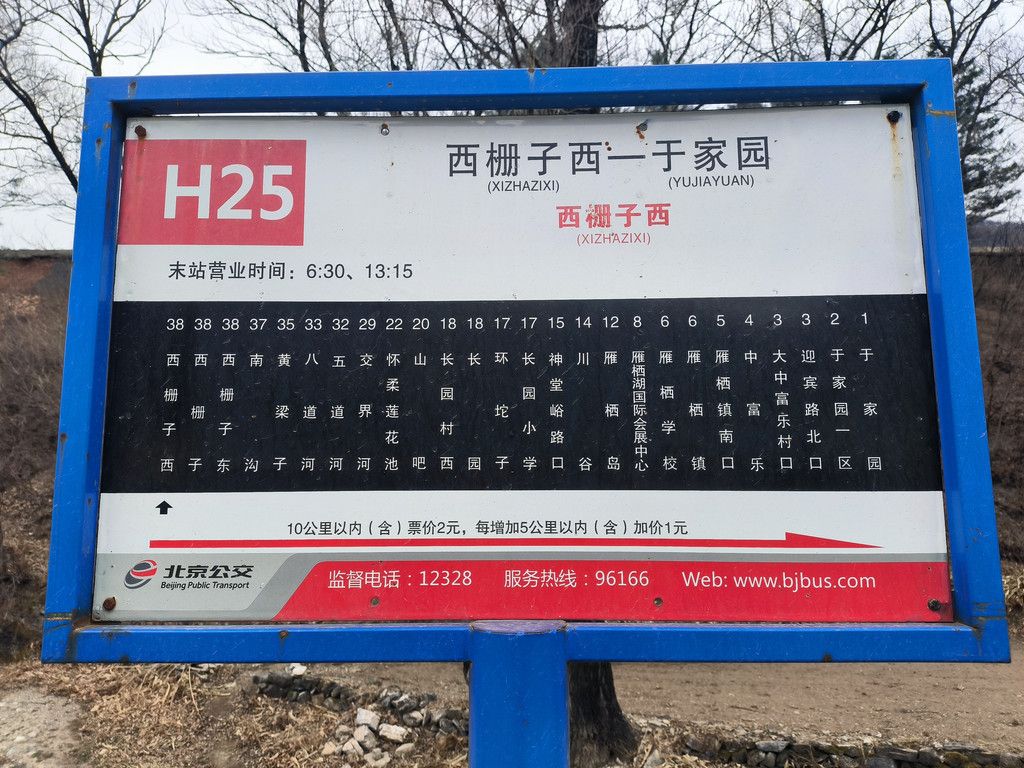 H25
西栅子西—于家园
(XIZHAZIXI) (YUJIAYUAN)
西栅子西
(XIZHAZIXI)
末站营业时间：6:30、13:15
38 38 38 37 35 33 32 29 22 20 18 18 17 17 15 14 12 8 6 6 5 4 3 3 2 1
西栅子西
西栅子
西栅子东
南沟
黄梁子
八道河
五道河
交界河
怀柔莲花池
山吧
长园村西
长园
环坨子
长园小学
神堂峪路口
川谷
雁栖岛
雁栖湖国际会展中心
雁栖学校
雁栖镇
雁栖镇南口
中富乐
大中富乐村口
迎宾路北口
于家园一区
于家园
10公里以内（含）票价2元，每增加5公里以内（含）加价1元
北京公交
Beijing Public Transport
监督电话：12328 服务热线：96166 Web: www.bjbus.com